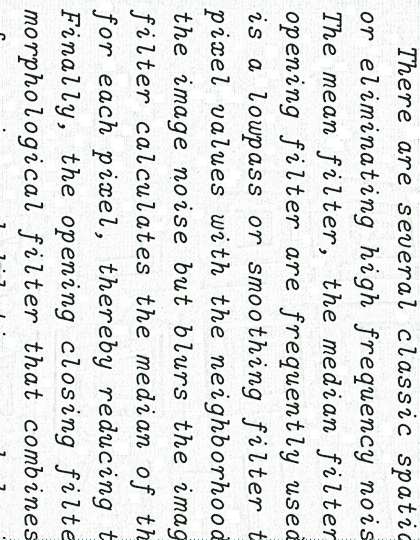 There are several classic spatia
or eliminating high frequency nois
The mean filter, the median filter
opening filter are frequently used
is a lowpass or smoothing filter t
pixel values with the neighborhood
the image noise but blurs the imag
filter calculates the median of th
for each pixel, thereby reducing t
Finally, the opening closing filte
morphological filter that combines